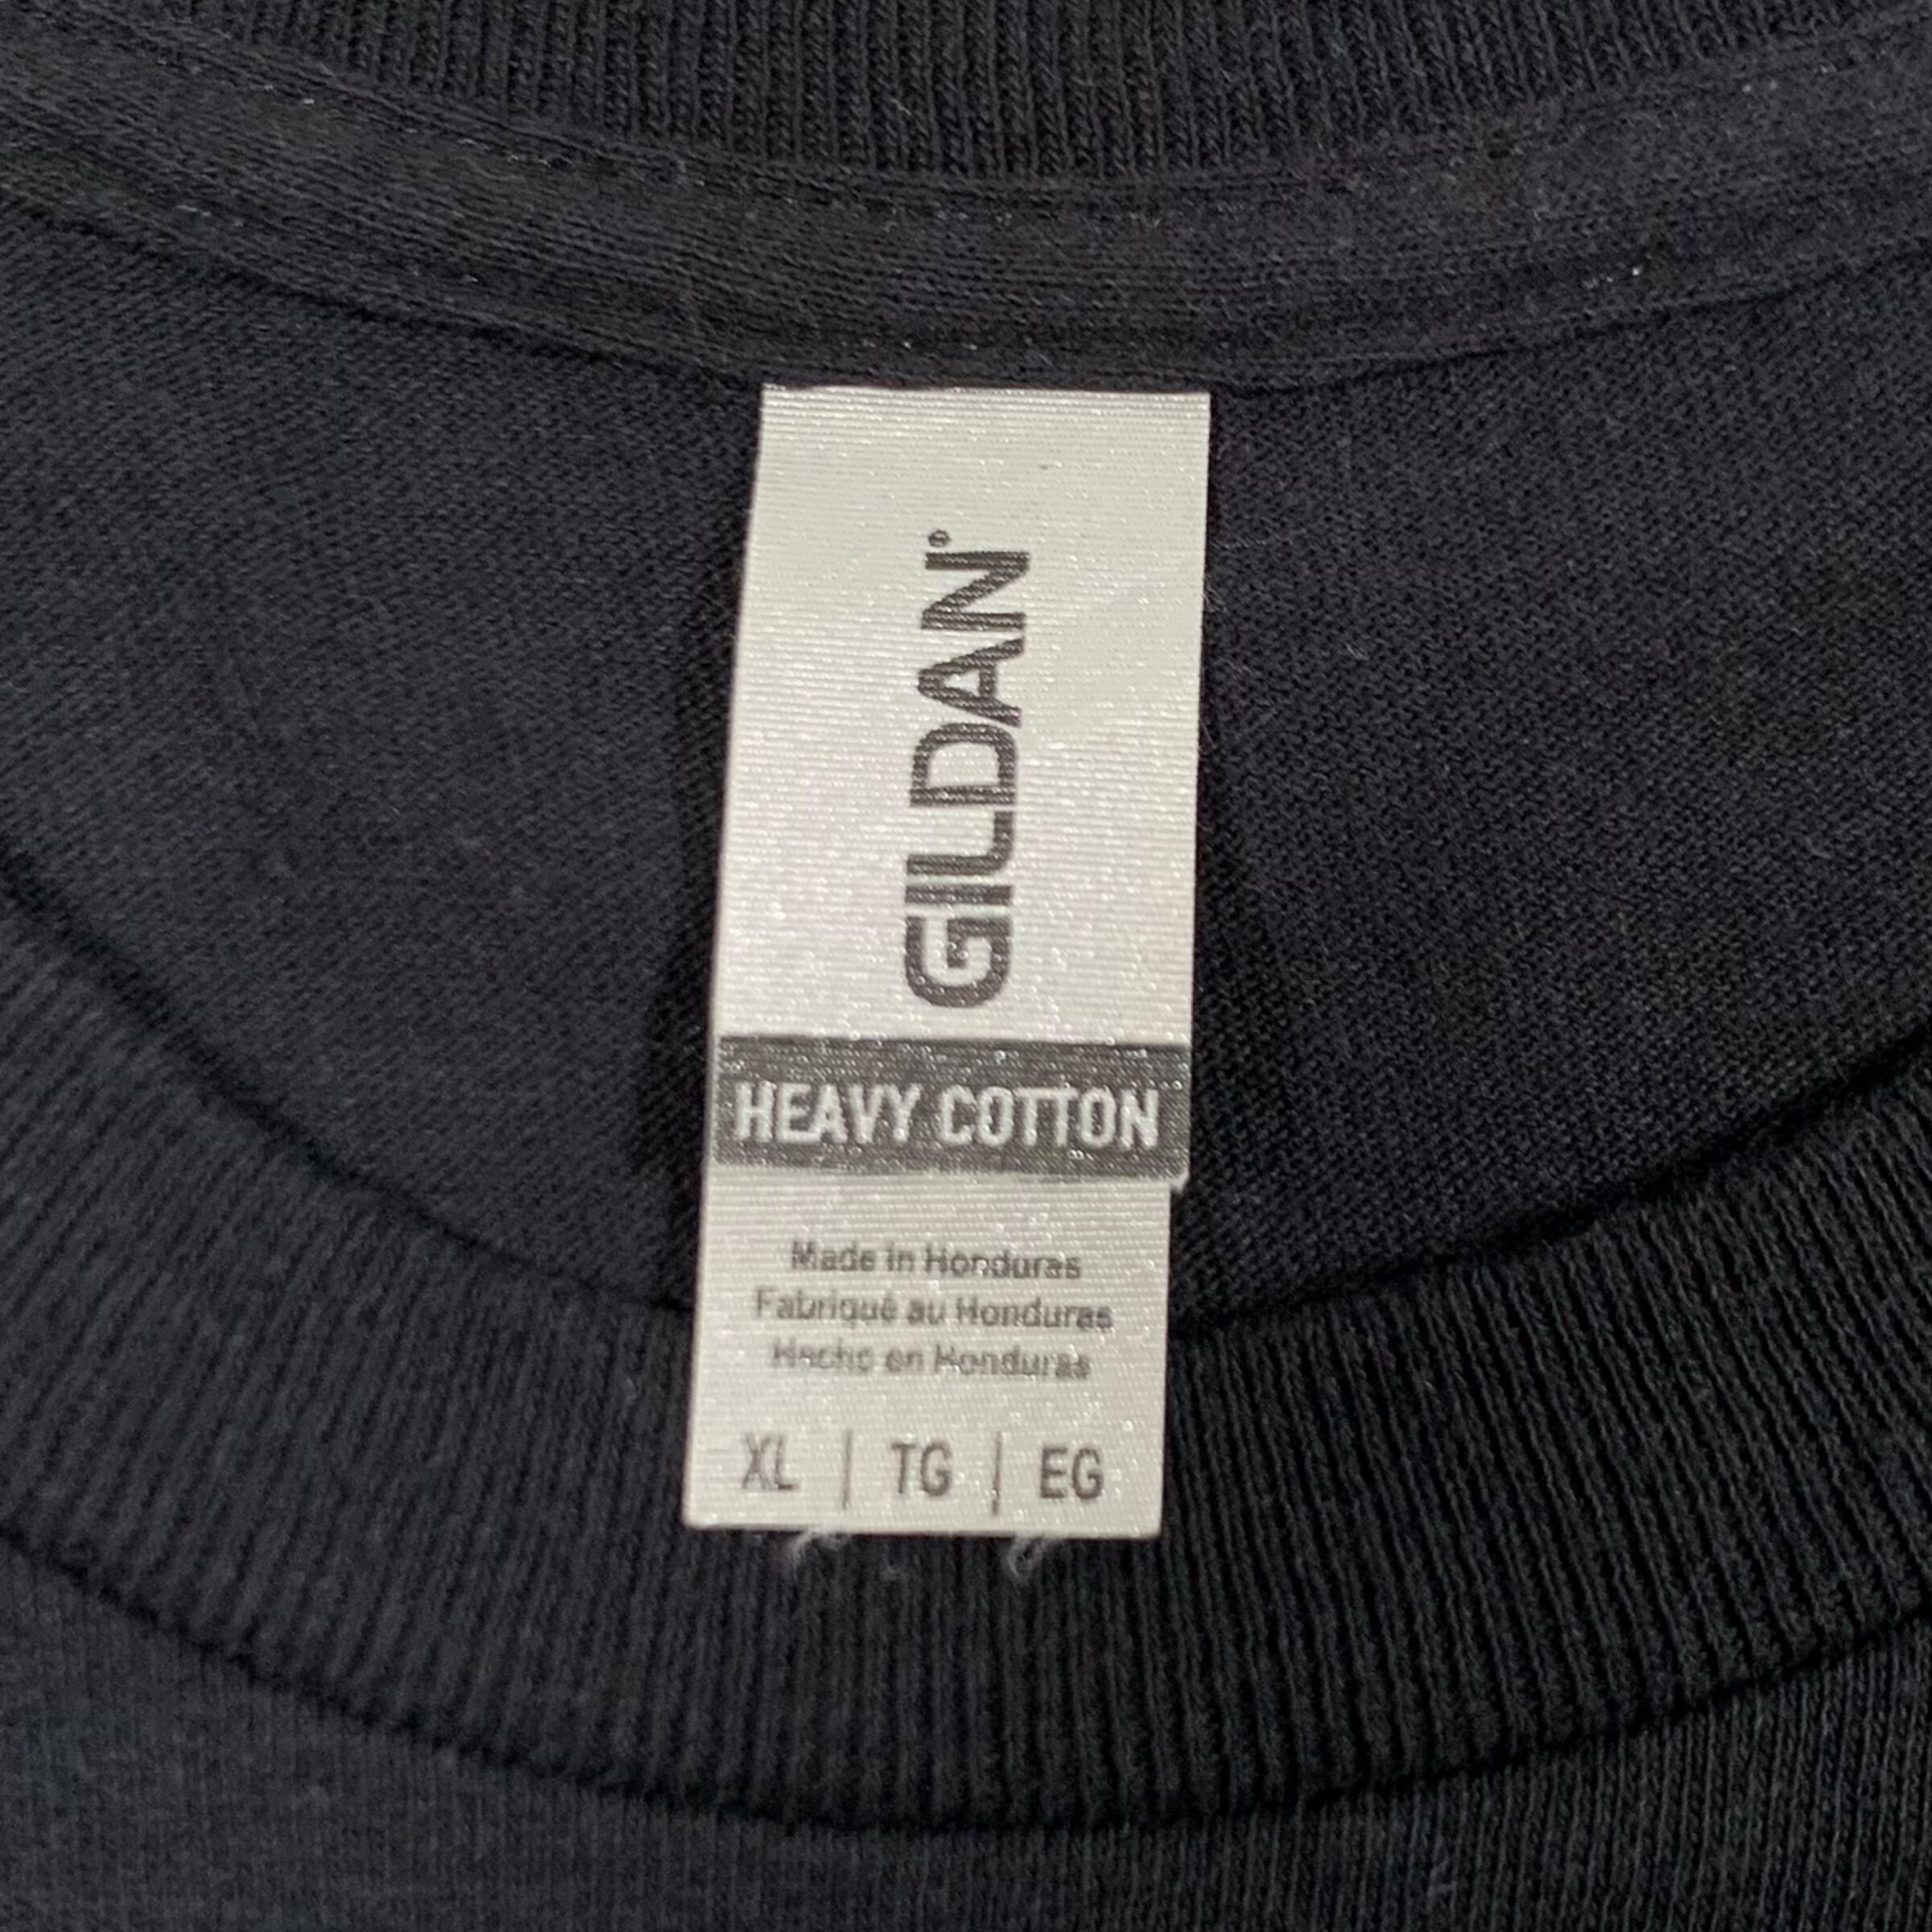 GILDAN®
HEAVY COTTON
Made in Honduras
Fabriqué au Honduras
Hecho en Honduras
XL | TG | EG